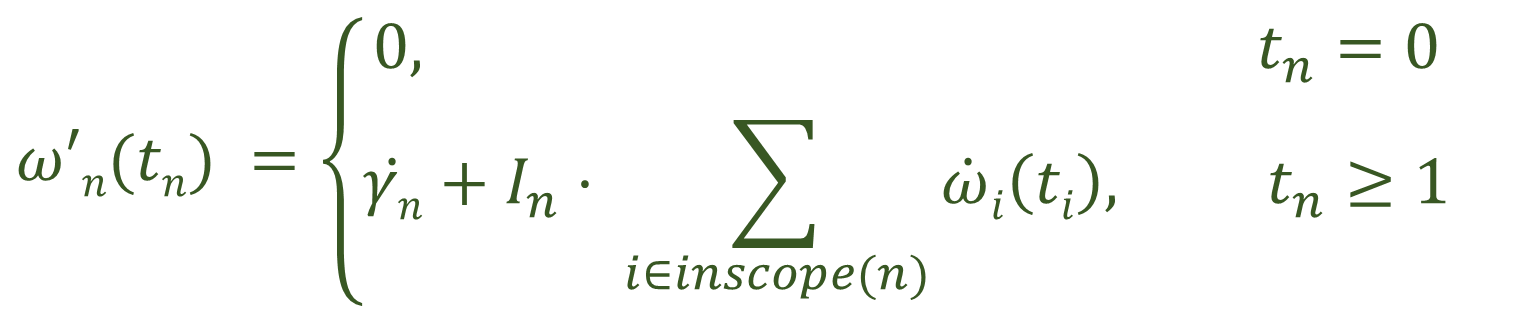 ω′ₙ(tₙ) = { 0, tₙ = 0
γ̇ₙ + Iₙ · ∑ ω̇ᵢ(tᵢ), tₙ ≥ 1
i∈inscope(n)